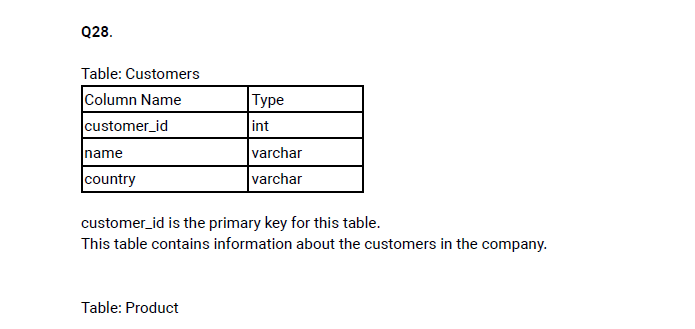 Q28.
Table: Customers
Column Name Type
customer_id int
name varchar
country varchar
customer_id is the primary key for this table.
This table contains information about the customers in the company.
Table: Product